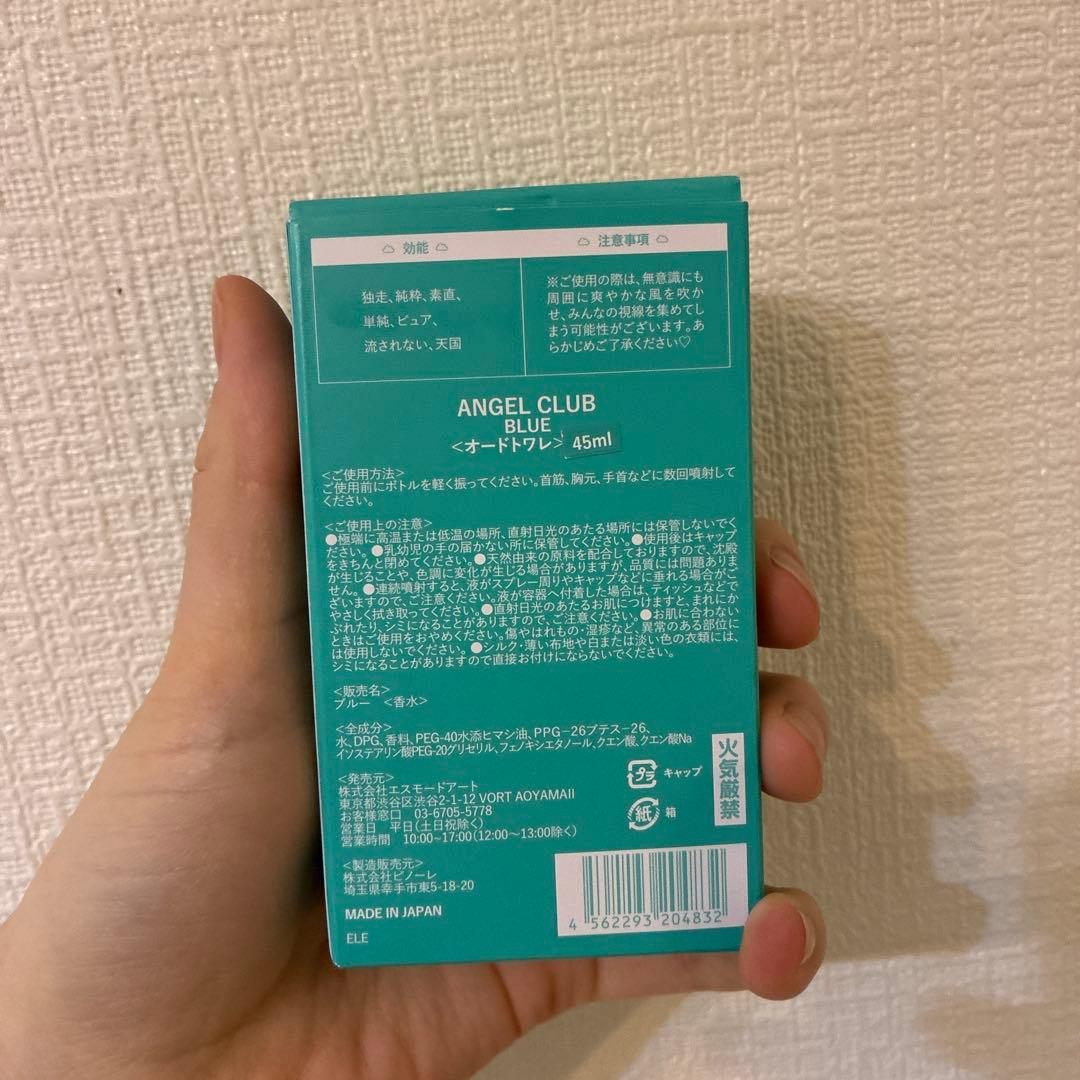 効能
独走、純粋、素直、
単純、ピュア、
流されない、天国
注意事項
※ご使用の際は、無意識にも
周囲に爽やかな風を吹か
せ、みんなの視線を集めてし
まう可能性がございます。あ
らかじめご了承ください♡
ANGEL CLUB
BLUE
<オードトワレ> 45ml
<ご使用方法>
ご使用前にボトルを軽く振ってください。首筋、胸元、手首などに数回噴射して
ください。
<ご使用上の注意>
●極端に高温または低温の場所、直射日光のあたる場所には保管しないでく
ださい。●乳幼児の手の届かない所に保管してください。●使用後はキャップ
をきちんと閉めてください。●天然由来の原料を配合しておりますので、沈殿
が生じることや、色調に変化が生じる場合がありますが、品質には問題ありま
せん。●連続噴射すると、液がスプレー周りやキャップなどに垂れる場合がご
ざいますので、ご注意ください。液が容器へ付着した場合は、ティッシュなどで
やさしく拭き取ってください。●直射日光のあたるお肌につけますと、まれにか
ぶれたり、シミになることがありますので、ご注意ください。●お肌に合わない
ときはご使用をおやめください。傷やはれもの・湿疹など、異常のある部位に
は使用しないでください。●シルク・薄い布地や白または淡い色の衣類には、
シミになることがありますので直接お付けにならないでください。
<販売名>
ブルー <香水>
<全成分>
水、DPG、香料、PEG-40水添ヒマシ油、PPG-26ブテス-26、
イソステアリン酸PEG-20グリセリル、フェノキシエタノール、クエン酸、クエン酸Na
<発売元>
株式会社エスモードアート
東京都渋谷区渋谷2-1-12 VORT AOYAMAII
お客様窓口 03-6705-5778
営業日 平日(土日祝除く)
営業時間 10:00~17:00(12:00~13:00除く)
プラ キャップ
紙 箱
火気厳禁
<製造販売元>
株式会社ピノーレ
埼玉県幸手市東5-18-20
MADE IN JAPAN
ELE
4 562293 204832